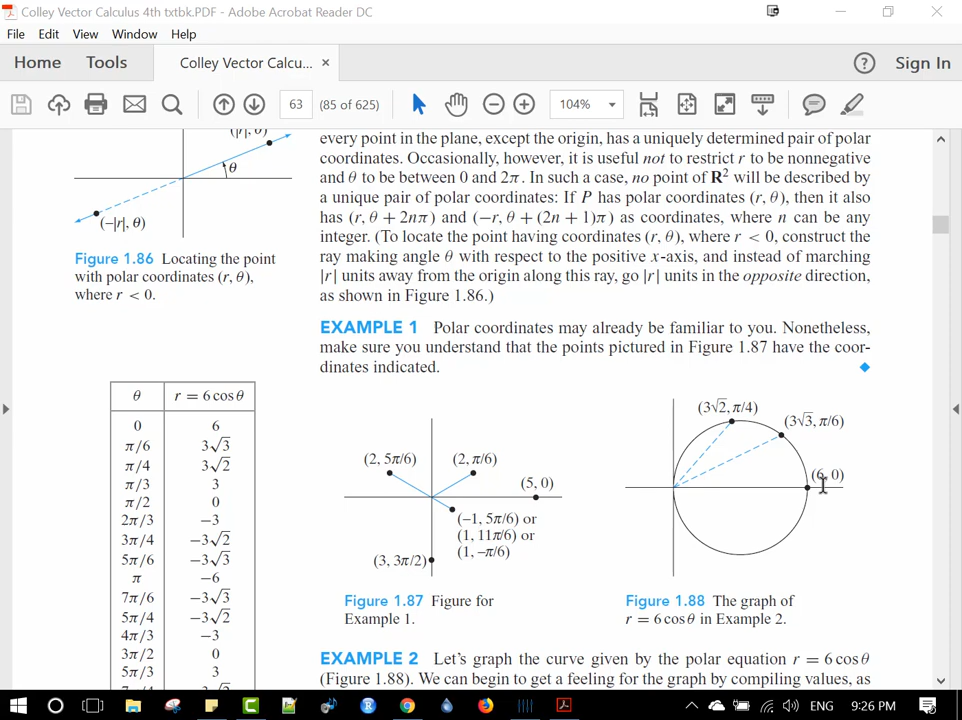 Colley Vector Calculus 4th txtbk.PDF - Adobe Acrobat Reader DC
File Edit View Window Help
Home Tools Colley Vector Calcu... × ? Sign In
63 (85 of 625) 104%
(|r|, θ)
θ
(−|r|, θ)
Figure 1.86 Locating the point
with polar coordinates (r, θ),
where r < 0.
every point in the plane, except the origin, has a uniquely determined pair of polar
coordinates. Occasionally, however, it is useful not to restrict r to be nonnegative
and θ to be between 0 and 2π. In such a case, no point of R² will be described by
a unique pair of polar coordinates: If P has polar coordinates (r, θ), then it also
has (r, θ + 2nπ) and (−r, θ + (2n + 1)π) as coordinates, where n can be any
integer. (To locate the point having coordinates (r, θ), where r < 0, construct the
ray making angle θ with respect to the positive x-axis, and instead of marching
|r| units away from the origin along this ray, go |r| units in the opposite direction,
as shown in Figure 1.86.)
EXAMPLE 1 Polar coordinates may already be familiar to you. Nonetheless,
make sure you understand that the points pictured in Figure 1.87 have the coor-
dinates indicated.
θ r = 6 cos θ
0 6
π/6 3√3
π/4 3√2
π/3 3
π/2 0
2π/3 −3
3π/4 −3√2
5π/6 −3√3
π −6
7π/6 −3√3
5π/4 −3√2
4π/3 −3
3π/2 0
5π/3 3
(2, 5π/6) (2, π/6)
(5, 0)
(−1, 5π/6) or
(1, 11π/6) or
(1, −π/6)
(3, 3π/2)
Figure 1.87 Figure for
Example 1.
(3√2, π/4)
(3√3, π/6)
(6, 0)
Figure 1.88 The graph of
r = 6 cos θ in Example 2.
EXAMPLE 2 Let's graph the curve given by the polar equation r = 6 cos θ
(Figure 1.88). We can begin to get a feeling for the graph by compiling values, as
ENG 9:26 PM